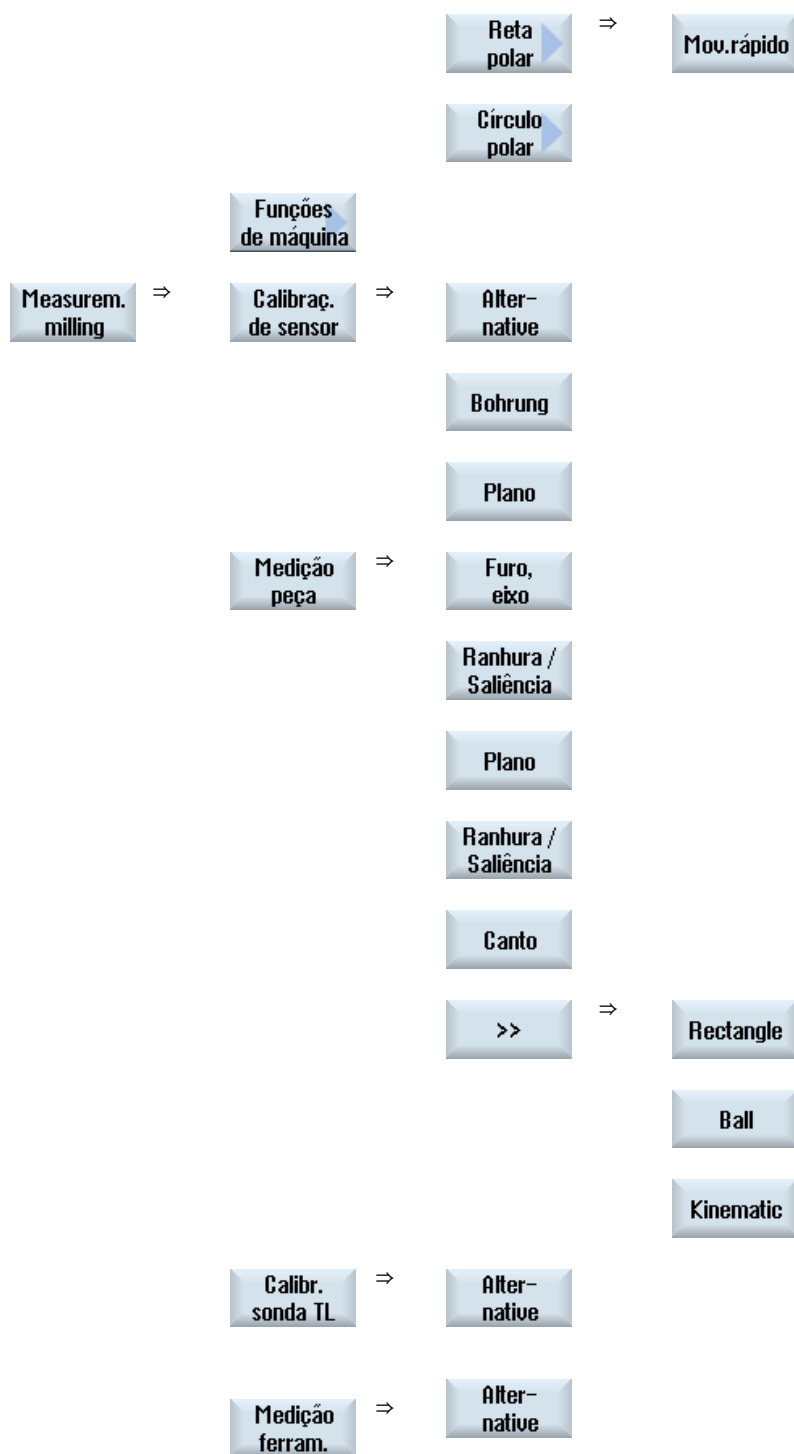 Reta
polar
⇒
Mov.rápido
Círculo
polar
Funções
de máquina
Measurem.
milling
⇒
Calibraç.
de sensor
⇒
Alter-
native
Bohrung
Plano
Medição
peça
⇒
Furo,
eixo
Ranhura /
Saliência
Plano
Ranhura /
Saliência
Canto
>>
⇒
Rectangle
Ball
Kinematic
Calibr.
sonda TL
⇒
Alter-
native
Medição
ferram.
⇒
Alter-
native